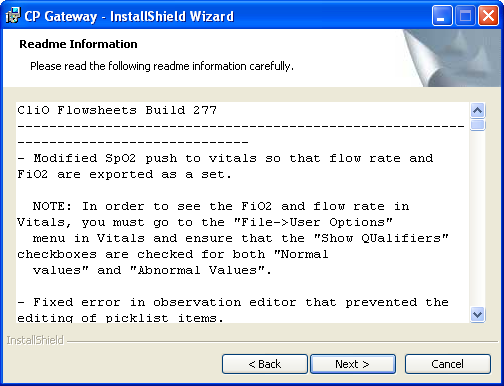 CP Gateway - InstallShield Wizard
Readme Information
Please read the following readme information carefully.
CliO Flowsheets Build 277
----------------------------------------------------------
------------------------------
- Modified SpO2 push to vitals so that flow rate and
FiO2 are exported as a set.
NOTE: In order to see the FiO2 and flow rate in
Vitals, you must go to the "File->User Options"
menu in Vitals and ensure that the "Show QUalifiers"
checkboxes are checked for both "Normal
values" and "Abnormal Values".
- Fixed error in observation editor that prevented the
editing of picklist items.
InstallShield
< Back
Next >
Cancel